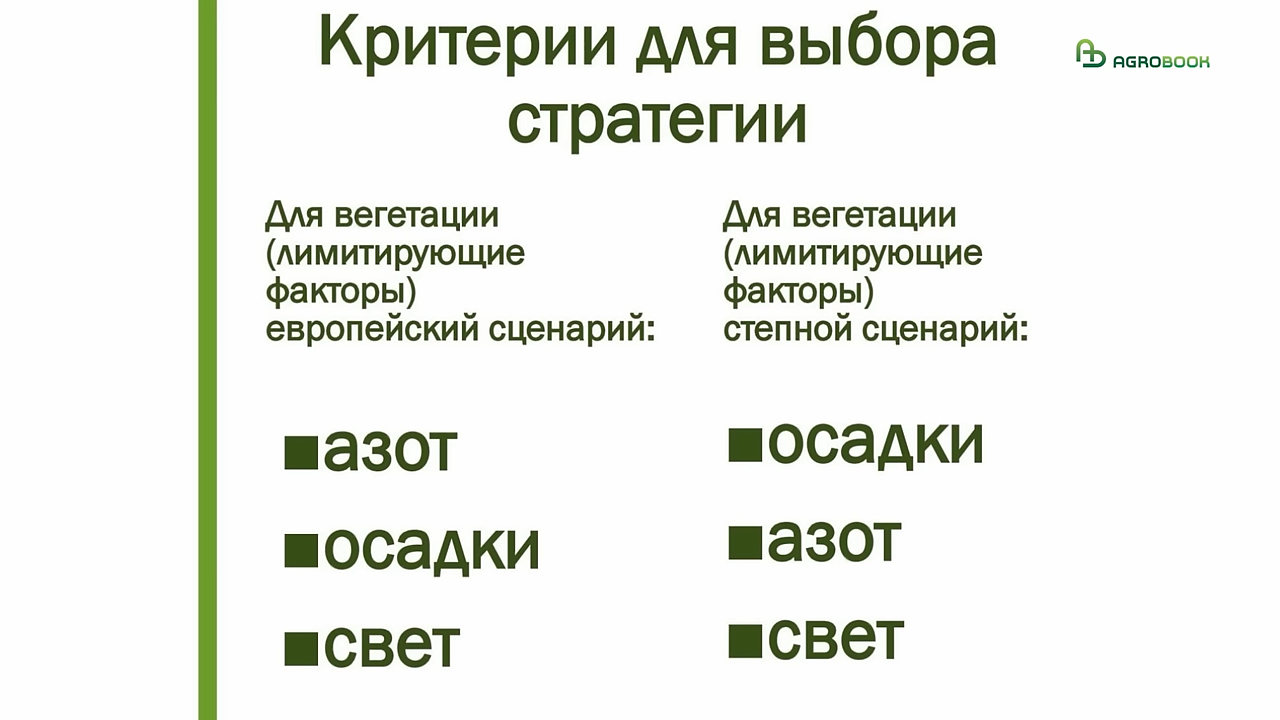 Критерии для выбора
стратегии
AGROBOOK
Для вегетации
(лимитирующие
факторы)
европейский сценарий:
■азот
■осадки
■свет
Для вегетации
(лимитирующие
факторы)
степной сценарий:
■осадки
■азот
■свет